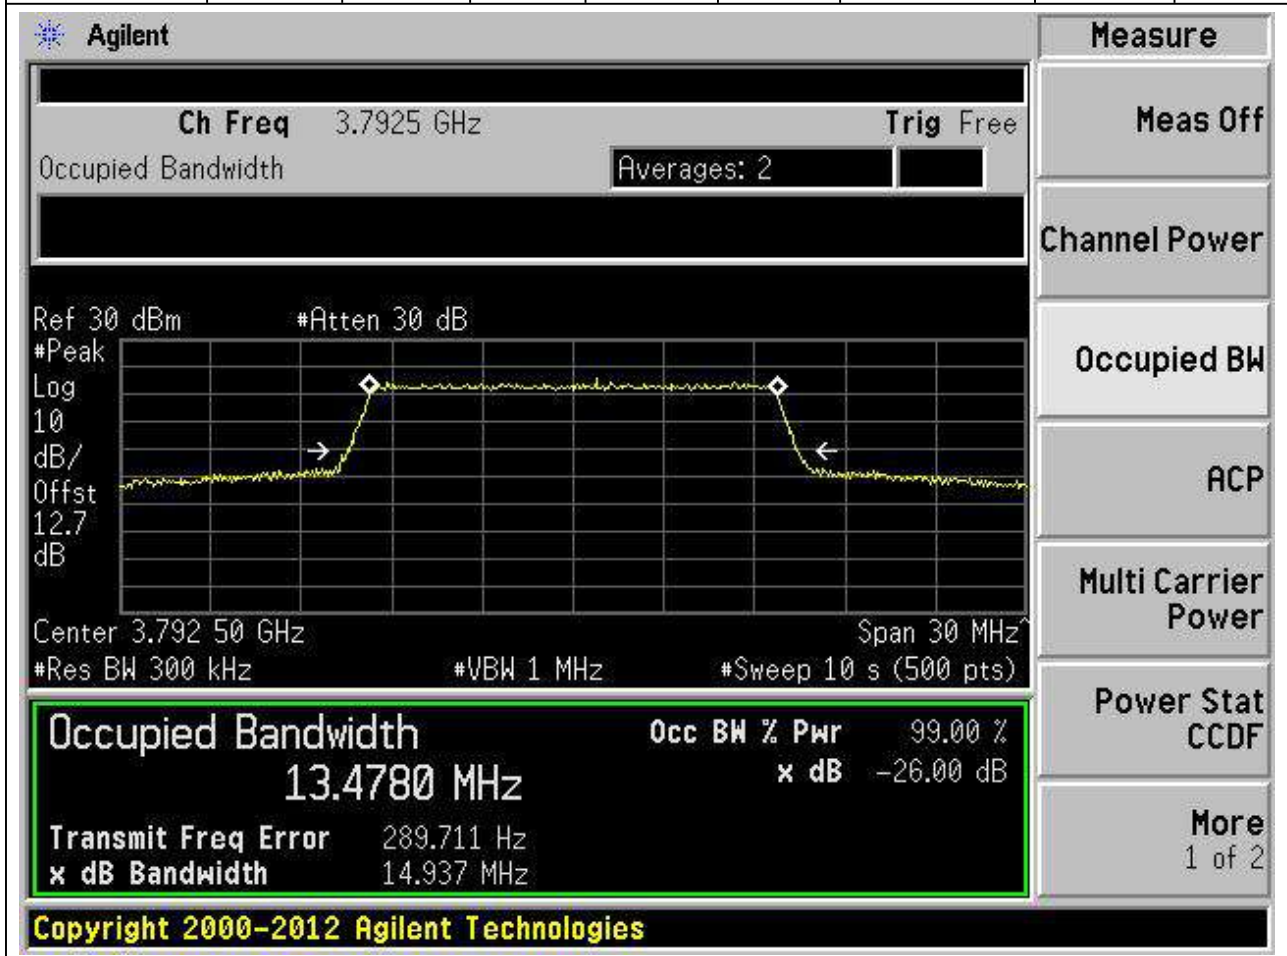 Agilent
Measure
Ch Freq 3.7925 GHz
Trig Free
Occupied Bandwidth
Averages: 2
Ref 30 dBm
#Atten 30 dB
#Peak
Log
10
dB/
Offst
12.7
dB
Center 3.792 50 GHz
Span 30 MHz^
#Res BW 300 kHz
#VBW 1 MHz
#Sweep 10 s (500 pts)
Occupied Bandwidth
13.4780 MHz
Occ BW % Pwr 99.00 %
x dB -26.00 dB
Transmit Freq Error 289.711 Hz
x dB Bandwidth 14.937 MHz
Copyright 2000-2012 Agilent Technologies
Meas Off
Channel Power
Occupied BW
ACP
Multi Carrier
Power
Power Stat
CCDF
More
1 of 2